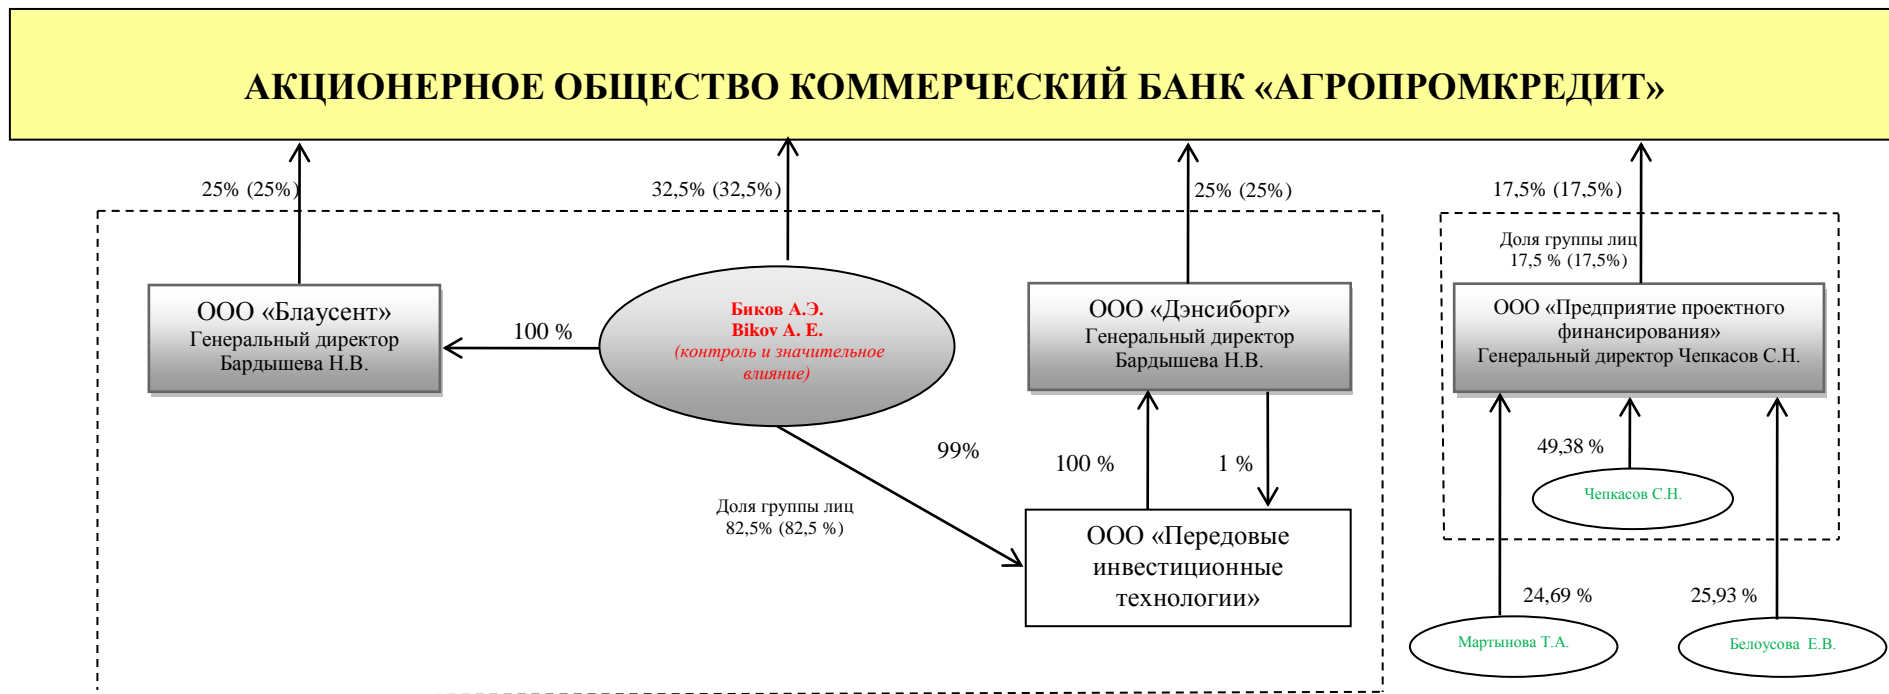 АКЦИОНЕРНОЕ ОБЩЕСТВО КОММЕРЧЕСКИЙ БАНК «АГРОПРОМКРЕДИТ»
25% (25%)
32,5% (32,5%)
25% (25%)
17,5% (17,5%)
Доля группы лиц
17,5 % (17,5%)
ООО «Блаусент»
Генеральный директор
Бардышева Н.В.
100 %
Биков А.Э.
Bikov A. E.
(контроль и значительное
влияние)
ООО «Дэнсиборг»
Генеральный директор
Бардышева Н.В.
ООО «Предприятие проектного
финансирования»
Генеральный директор Чепкасов С.Н.
99%
100 %
1 %
49,38 %
Чепкасов С.Н.
Доля группы лиц
82,5% (82,5 %)
ООО «Передовые
инвестиционные
технологии»
24,69 %
25,93 %
Мартынова Т.А.
Белоусова Е.В.